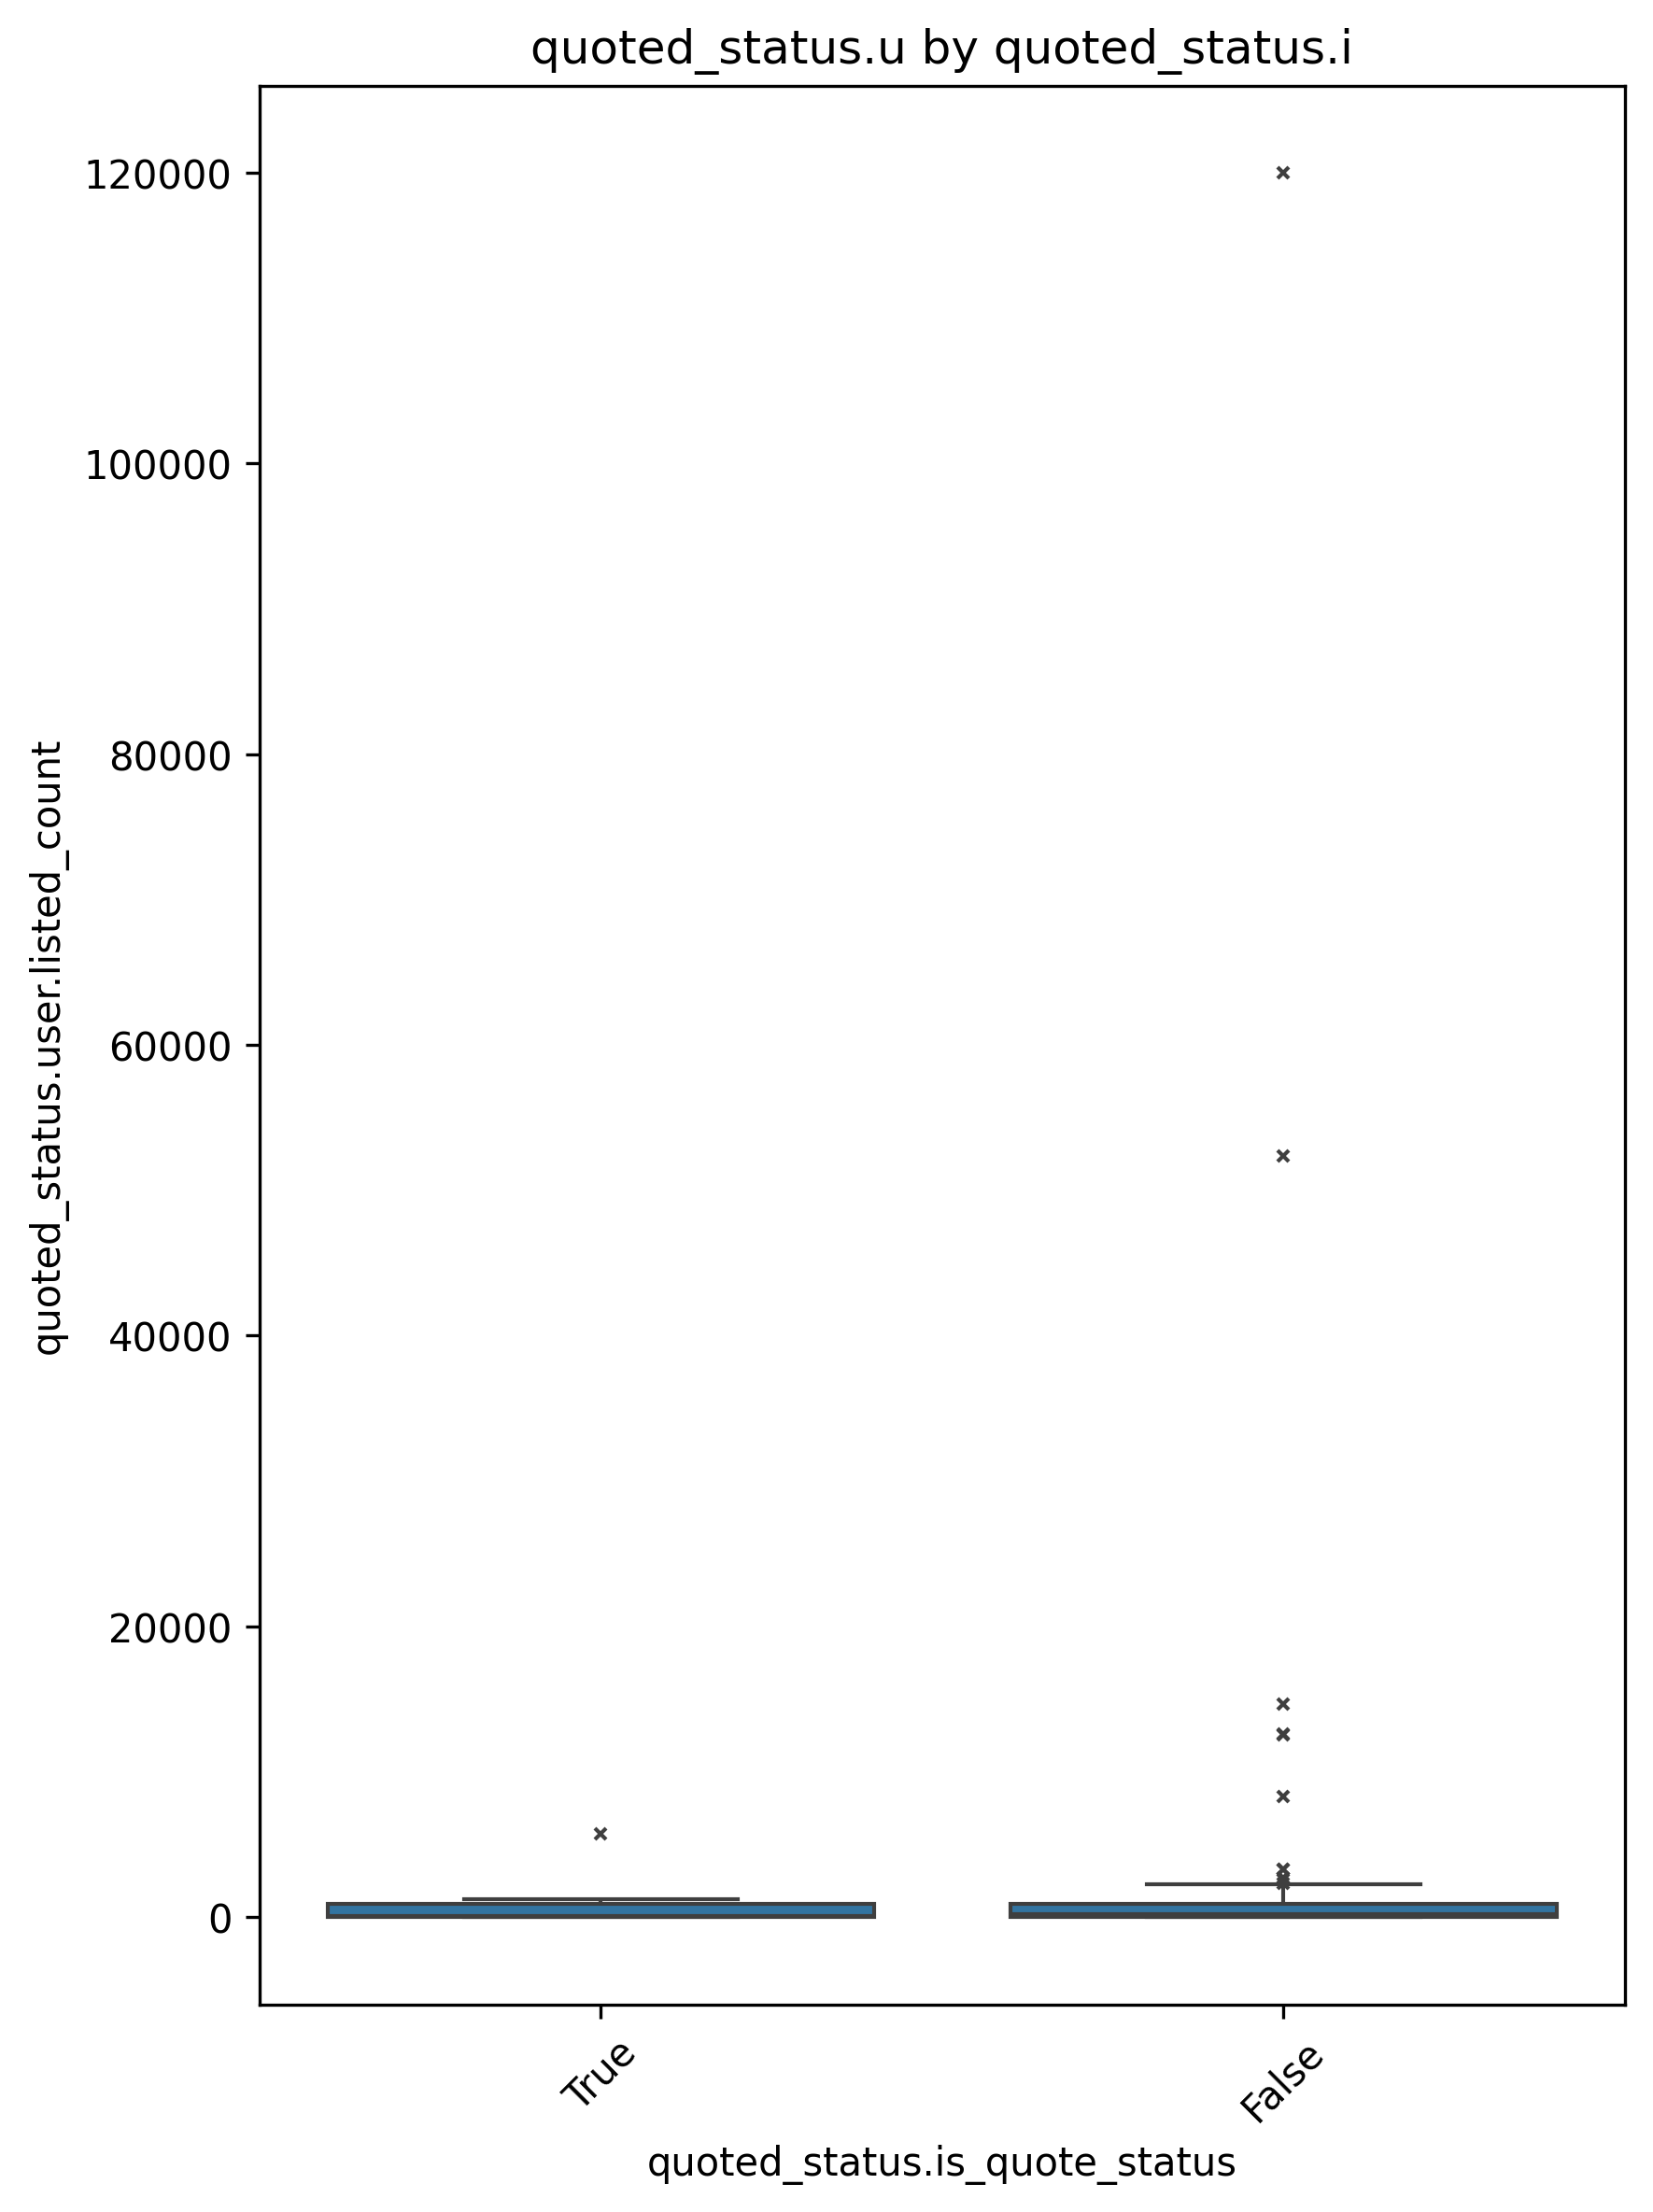 quoted_status.u by quoted_status.i
120000
100000
80000
60000
40000
20000
0
quoted_status.user.listed_count
True
False
quoted_status.is_quote_status